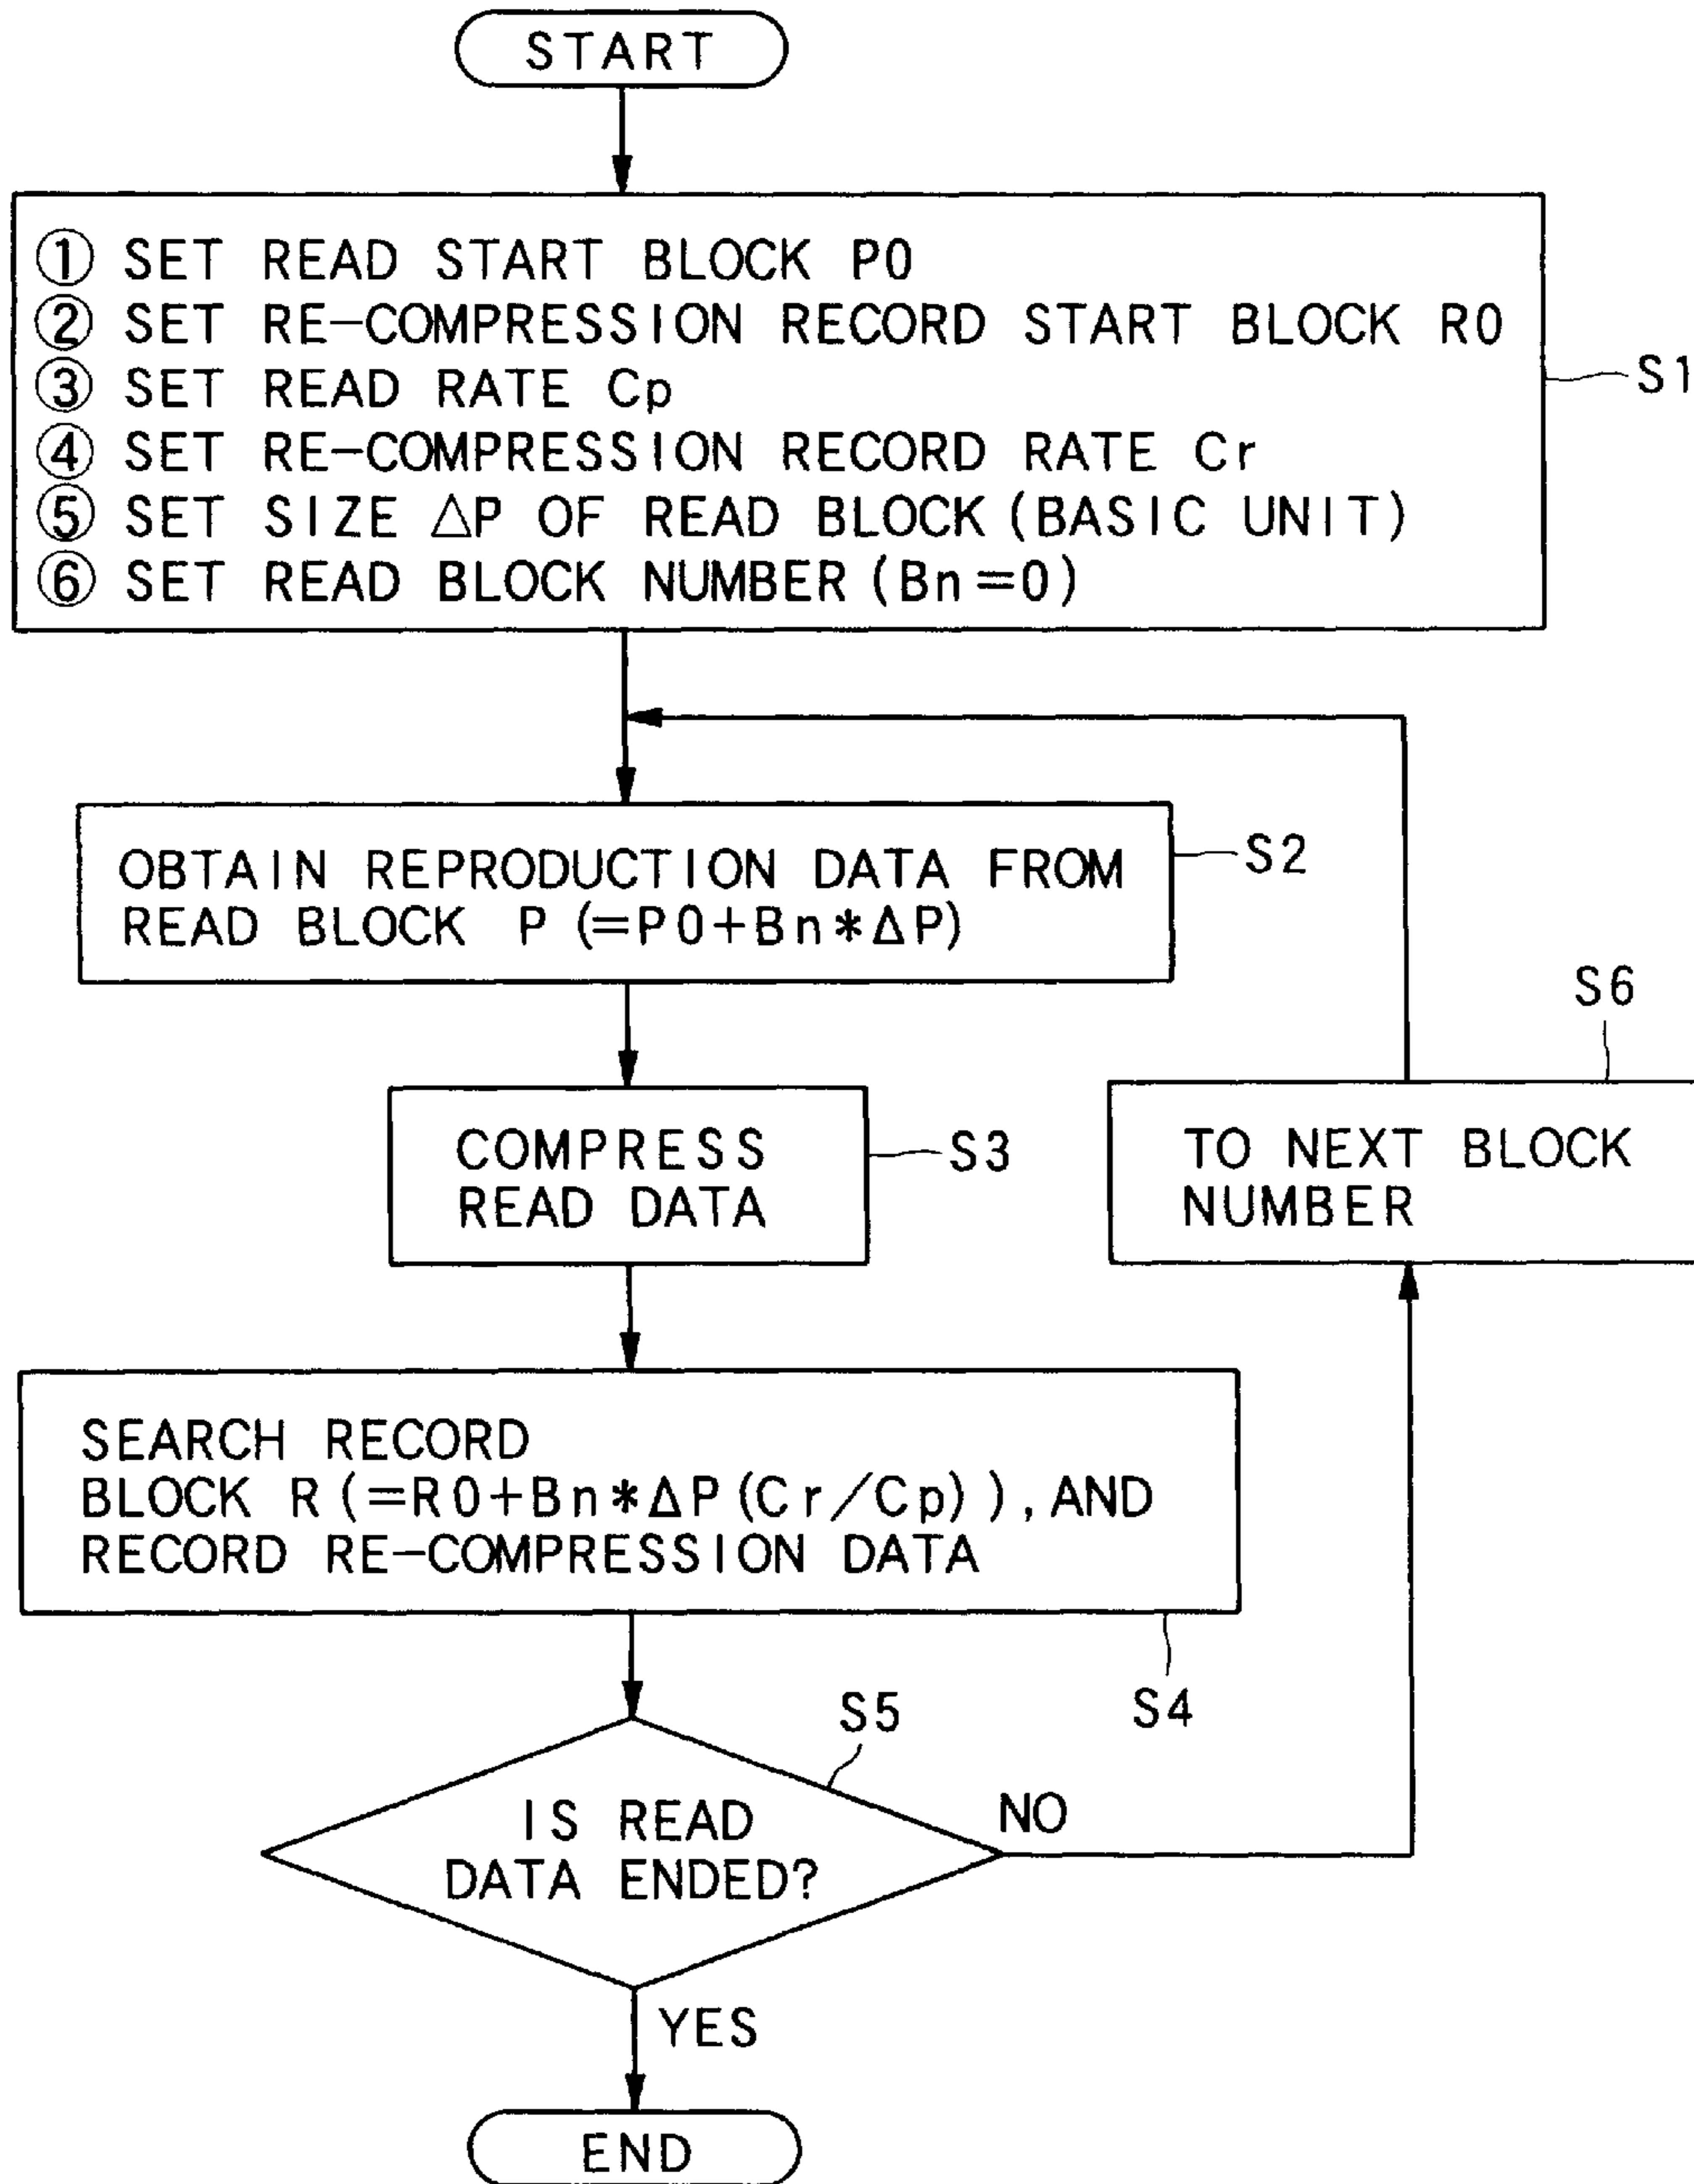 START
① SET READ START BLOCK P0
② SET RE-COMPRESSION RECORD START BLOCK R0
③ SET READ RATE Cp
④ SET RE-COMPRESSION RECORD RATE Cr
⑤ SET SIZE △P OF READ BLOCK (BASIC UNIT)
⑥ SET READ BLOCK NUMBER (Bn=0)
S1
OBTAIN REPRODUCTION DATA FROM
READ BLOCK P (=P0+Bn*ΔP)
S2
COMPRESS
READ DATA
S3
TO NEXT BLOCK
NUMBER
S6
SEARCH RECORD
BLOCK R (=R0+Bn*ΔP (Cr/Cp)), AND
RECORD RE-COMPRESSION DATA
S4
IS READ
DATA ENDED?
S5
NO
YES
END